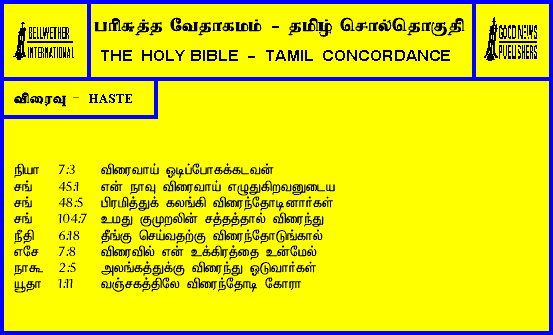 BELLWETHER INTERNATIONAL
பரிசுத்த வேதாகமம் - தமிழ் சொல்தொகுதி
THE HOLY BIBLE - TAMIL CONCORDANCE
GOOD NEWS PUBLISHERS
விரைவு - HASTE
நியா 7:3 விரைவாய் ஓடிப்போகக்கடவன்
சங் 45:1 என் நாவு விரைவாய் எழுதுகிறவனுடைய
சங் 48:5 பிரமித்துக் கலங்கி விரைந்தோடினார்கள்
சங் 104:7 உமது குமுறலின் சத்தத்தால் விரைந்து
நீதி 6:18 தீங்கு செய்வதற்கு விரைந்தோடுங்கால்
எசே 7:8 விரைவில் என் உக்கிரத்தை உன்மேல்
நாகூ 2:5 அலங்கத்துக்கு விரைந்து ஓடுவார்கள்
யூதா 1:11 வஞ்சகத்திலே விரைந்தோடி கோரா